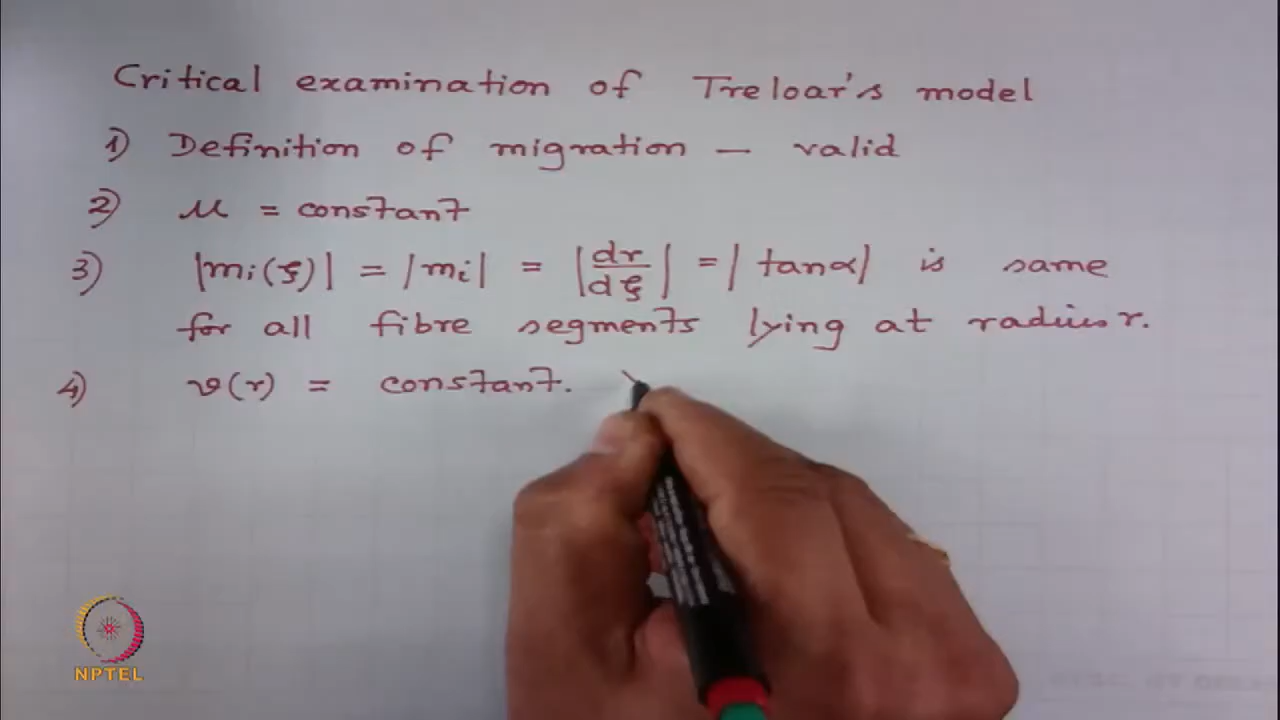 Critical examination of Treloar's model
1) Definition of migration — valid
2) μ = constant
3) |mᵢ(ξ)| = |mᵢ| = |dr/dξ| = |tanα| is same
for all fibre segments lying at radius r.
4) ϑ(r) = constant.
NPTEL